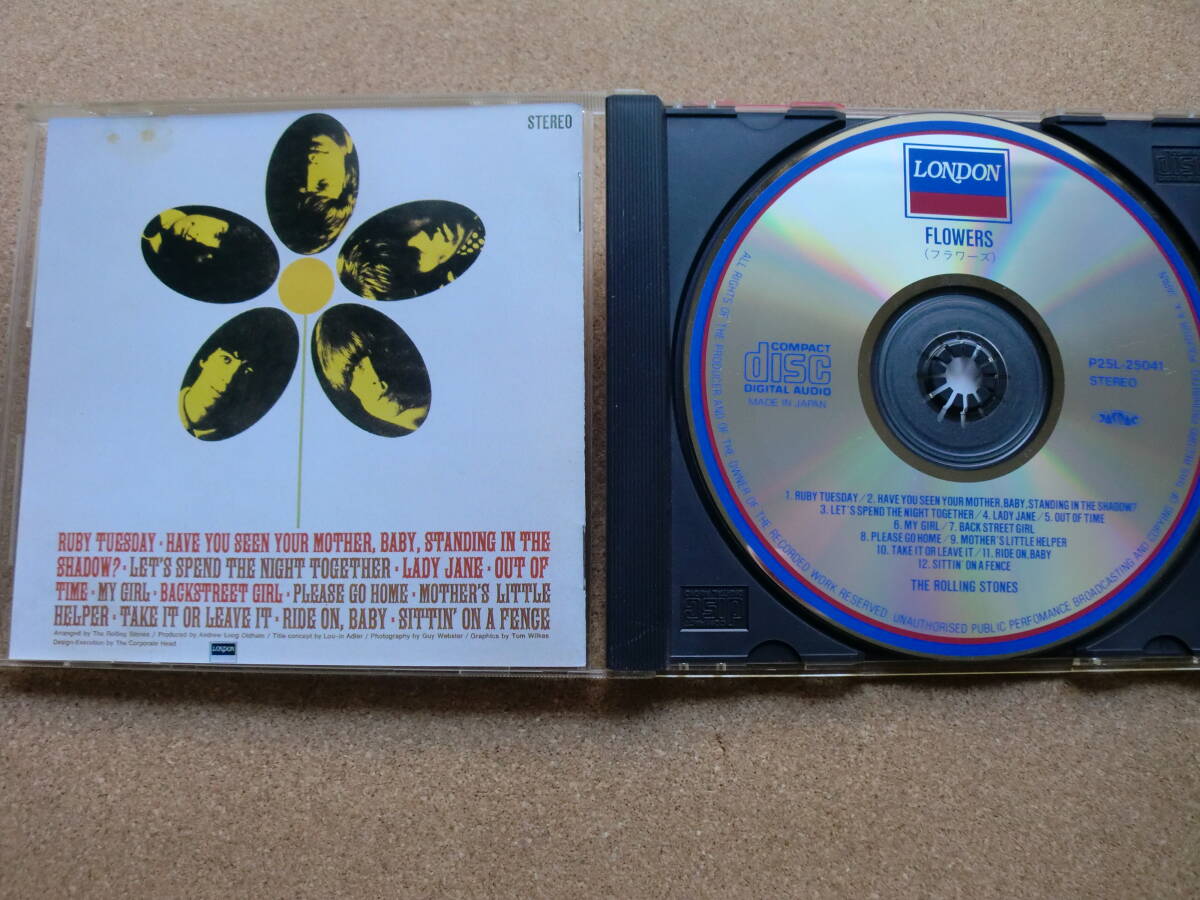 STEREO
RUBY TUESDAY · HAVE YOU SEEN YOUR MOTHER, BABY, STANDING IN THE
SHADOW? · LET'S SPEND THE NIGHT TOGETHER · LADY JANE · OUT OF
TIME · MY GIRL · BACKSTREET GIRL · PLEASE GO HOME · MOTHER'S LITTLE
HELPER · TAKE IT OR LEAVE IT · RIDE ON, BABY · SITTIN' ON A FENCE
Arranged by The Rolling Stones / Produced by Andrew Loog Oldham / Title concept by Lou-in Adler / Photography by Guy Webster / Graphics by Tom Wilkes
Design-Execution by The Corporate Head
LONDON
LONDON
FLOWERS
(フラワーズ)
COMPACT
disc
DIGITAL AUDIO
MADE IN JAPAN
P25L-25041
STEREO
JASRAC
1. RUBY TUESDAY / 2. HAVE YOU SEEN YOUR MOTHER, BABY, STANDING IN THE SHADOW?
3. LET'S SPEND THE NIGHT TOGETHER / 4. LADY JANE / 5. OUT OF TIME
6. MY GIRL / 7. BACK STREET GIRL
8. PLEASE GO HOME / 9. MOTHER'S LITTLE HELPER
10. TAKE IT OR LEAVE IT / 11. RIDE ON, BABY
12. SITTIN' ON A FENCE
THE ROLLING STONES
ALL RIGHTS OF THE PRODUCER AND OF THE OWNER OF THE RECORDED WORK RESERVED. UNAUTHORISED PUBLIC PERFOMANCE BROADCASTING AND COPYING OF
disc